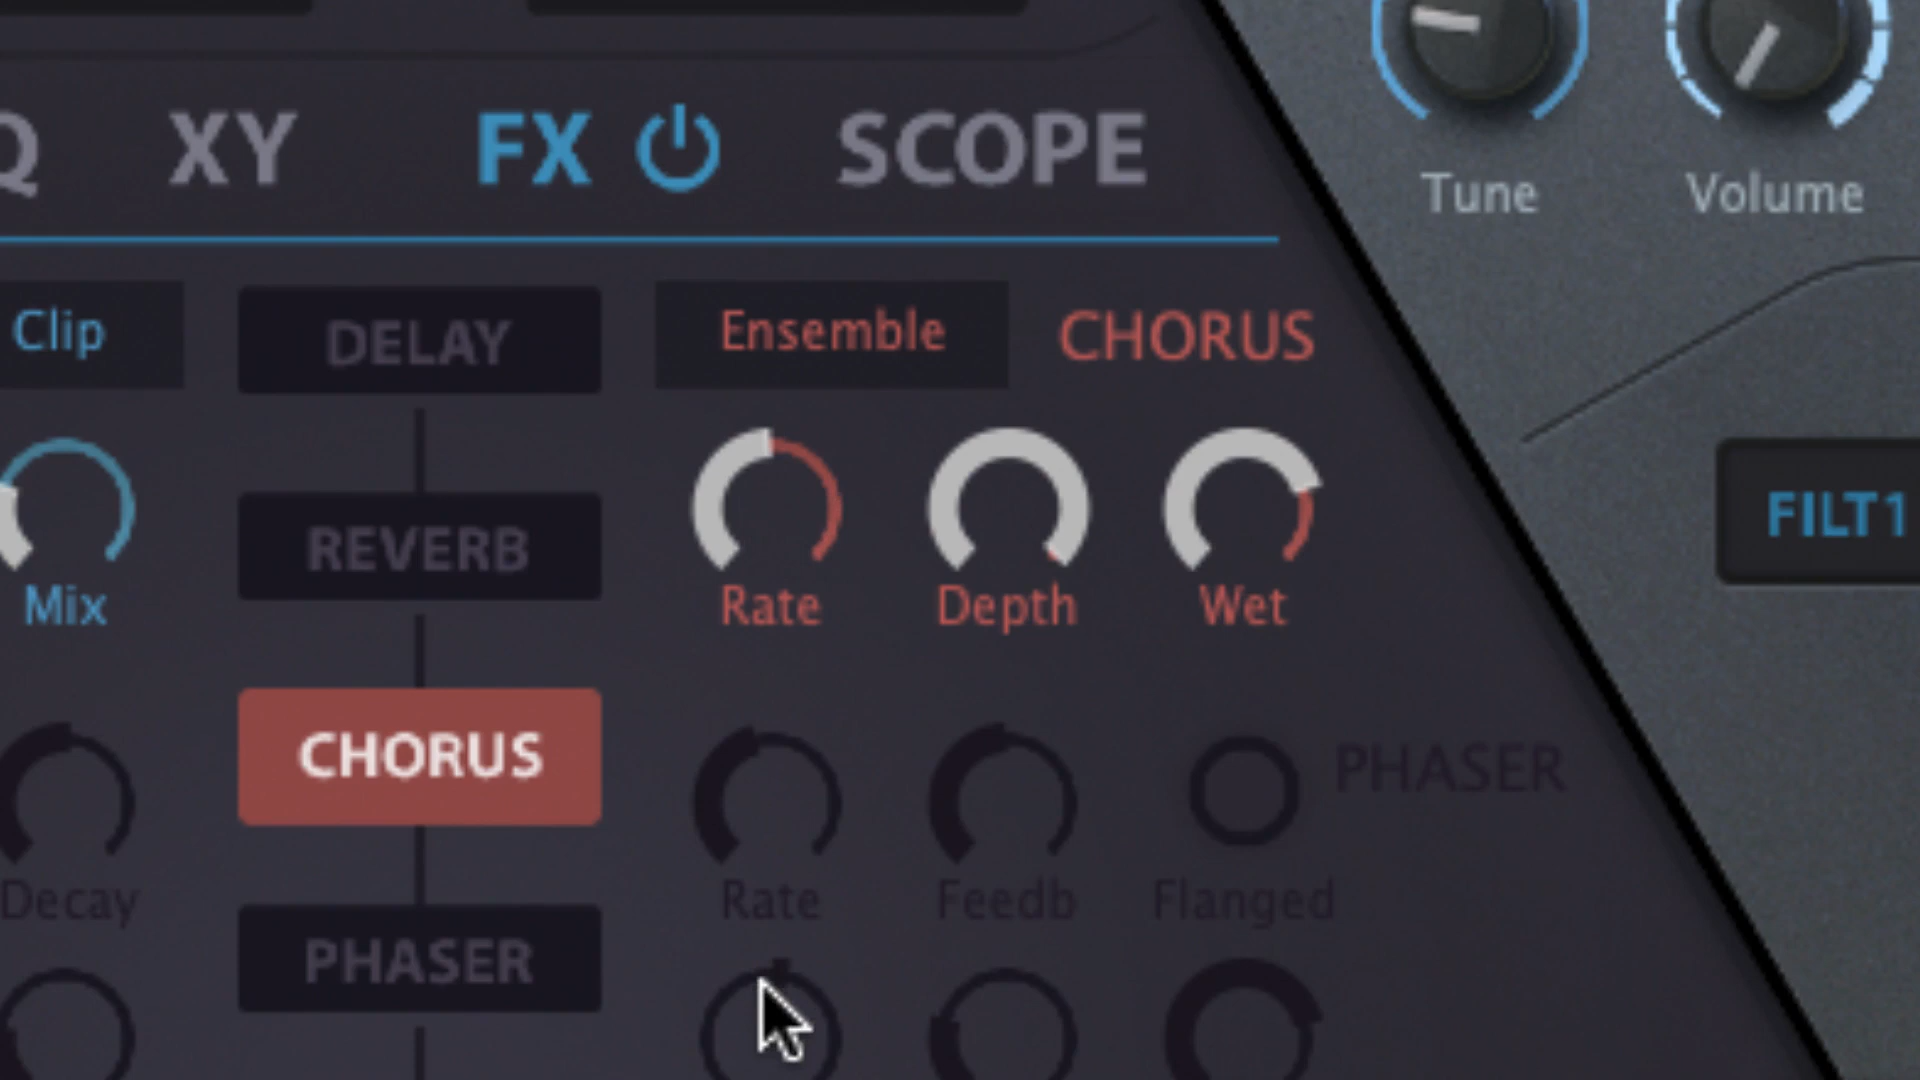 Q XY FX SCOPE
Tune Volume
Clip DELAY Ensemble CHORUS
FILT1
REVERB
Mix Rate Depth Wet
CHORUS
PHASER
Decay Rate Feedb Flanged
PHASER